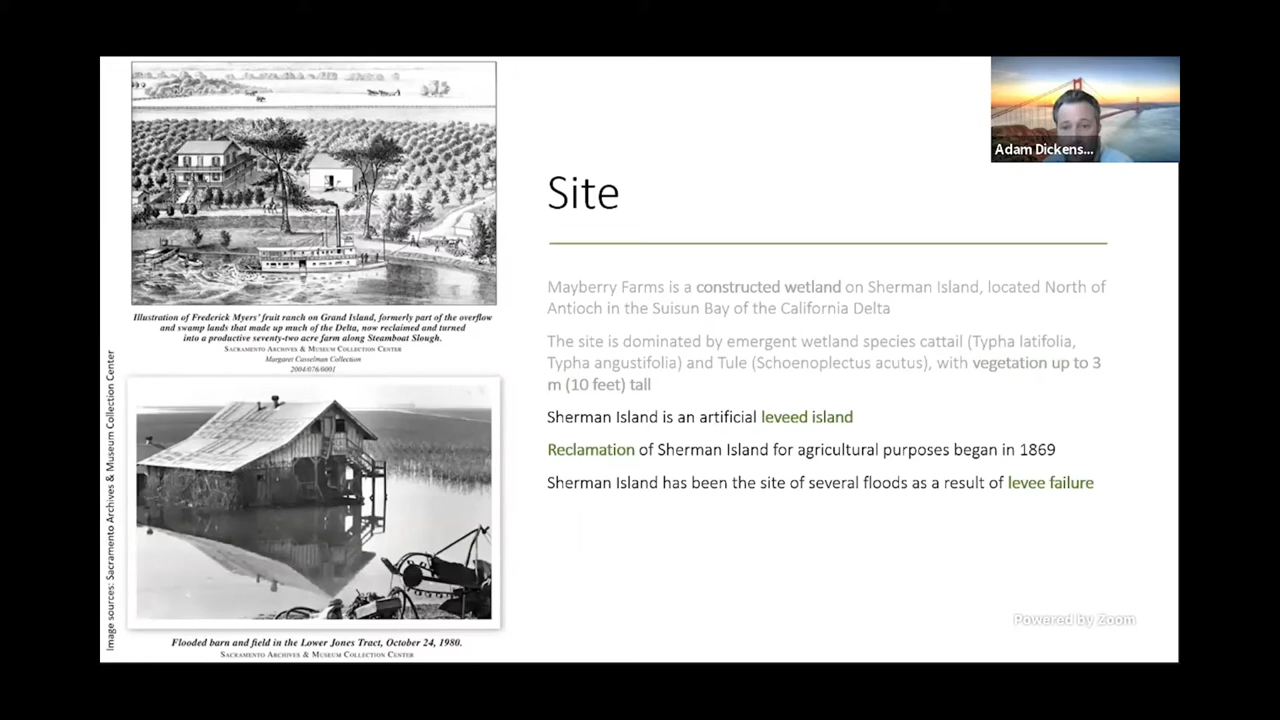 Illustration of Frederick Myers' fruit ranch on Grand Island, formerly part of the overflow
and swamp lands that made up much of the Delta, now reclaimed and turned
into a productive seventy-two acre farm along Steamboat Slough.
SACRAMENTO ARCHIVES & MUSEUM COLLECTION CENTER
Margaret Casselman Collection
2004/076/0001
Image sources: Sacramento Archives & Museum Collection Center
Flooded barn and field in the Lower Jones Tract, October 24, 1980.
SACRAMENTO ARCHIVES & MUSEUM COLLECTION CENTER
Adam Dickens...
Site
Mayberry Farms is a constructed wetland on Sherman Island, located North of
Antioch in the Suisun Bay of the California Delta
The site is dominated by emergent wetland species cattail (Typha latifolia,
Typha angustifolia) and Tule (Schoenoplectus acutus), with vegetation up to 3
m (10 feet) tall
Sherman Island is an artificial leveed island
Reclamation of Sherman Island for agricultural purposes began in 1869
Sherman Island has been the site of several floods as a result of levee failure
Powered by Zoom